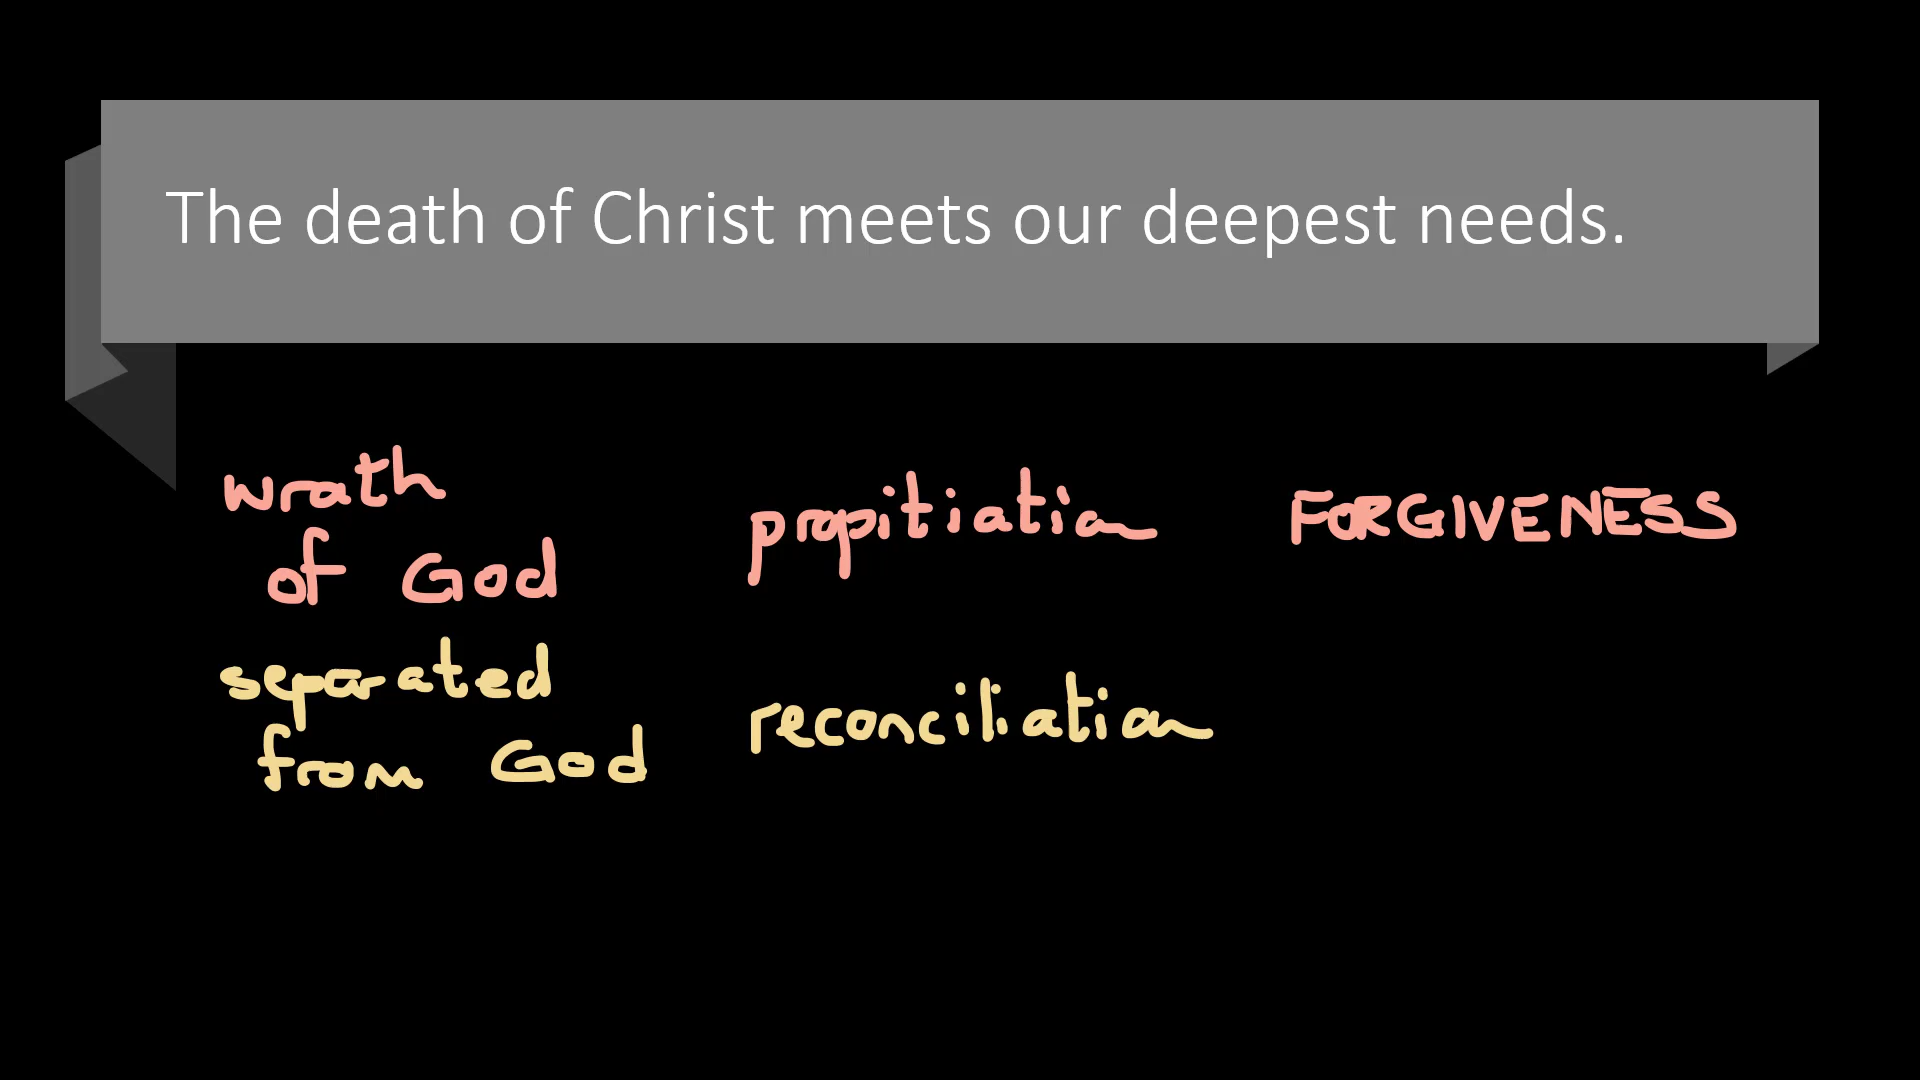 The death of Christ meets our deepest needs.
wrath
of God
propitiation
FORGIVENESS
separated
from God
reconciliation